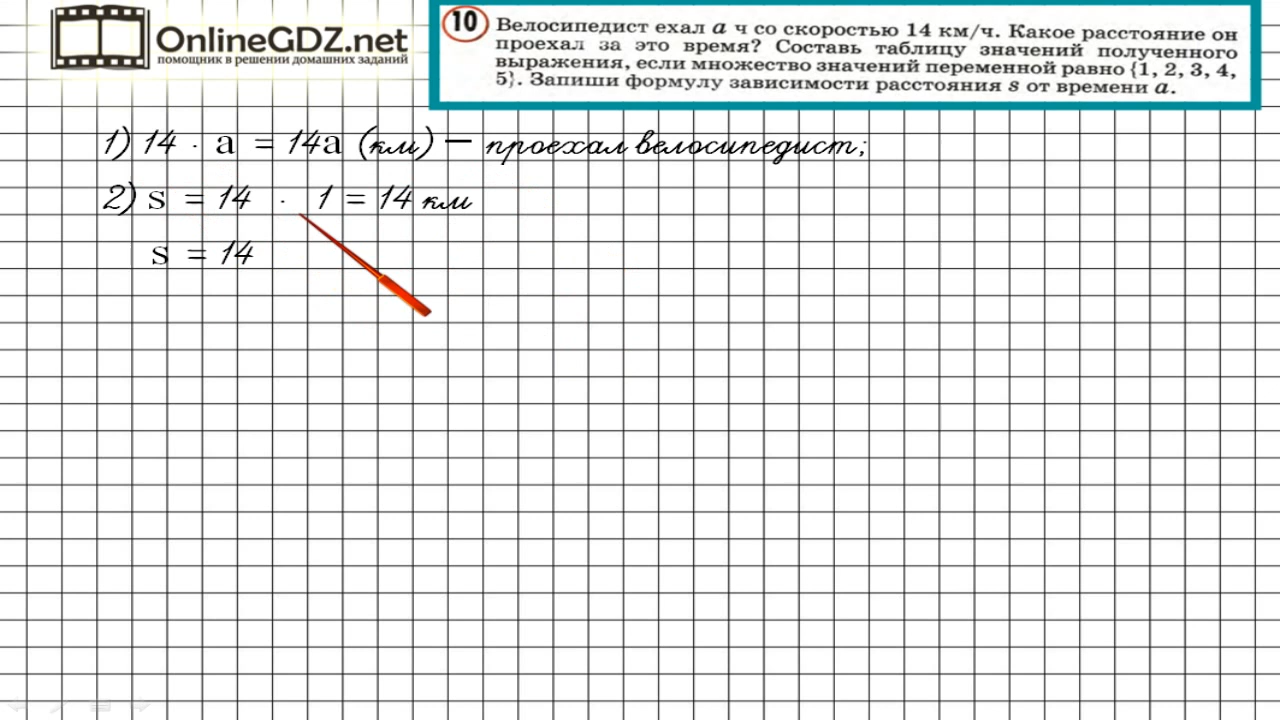 OnlineGDZ.net
помощник в решении домашних заданий
10 Велосипедист ехал a ч со скоростью 14 км/ч. Какое расстояние он
проехал за это время? Составь таблицу значений полученного
выражения, если множество значений переменной равно {1, 2, 3, 4,
5}. Запиши формулу зависимости расстояния s от времени a.
1) 14 · a = 14a (км) – проехал велосипедист;
2) s = 14 · 1 = 14 км
s = 14